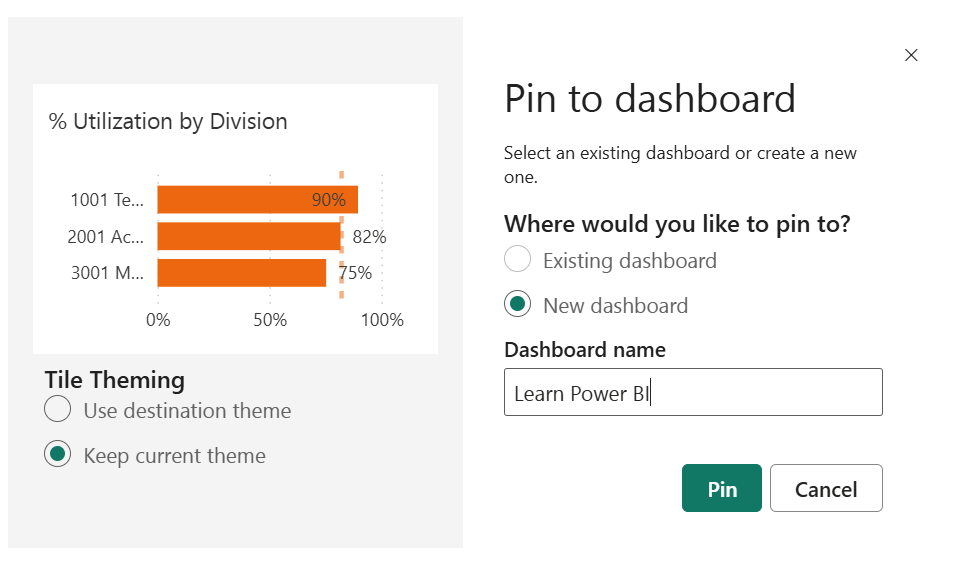 % Utilization by Division
1001 Te...
90%
2001 Ac...
82%
3001 M...
75%
0%
50%
100%
Tile Theming
Use destination theme
Keep current theme
Pin to dashboard
Select an existing dashboard or create a new
one.
Where would you like to pin to?
Existing dashboard
New dashboard
Dashboard name
Learn Power BI
Pin
Cancel